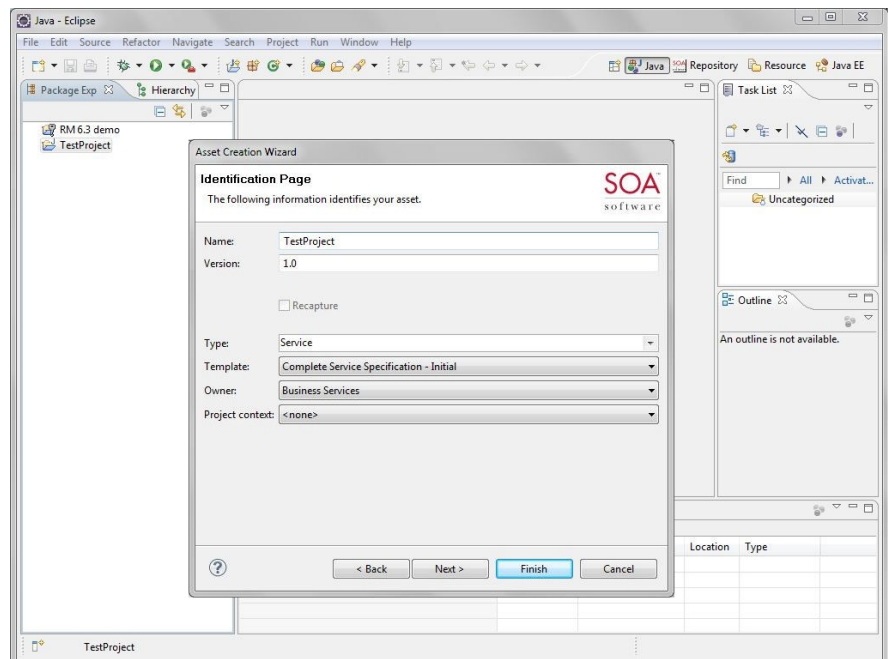 Java - Eclipse
File Edit Source Refactor Navigate Search Project Run Window Help
Java SOA Repository Resource Java EE
Package Exp Hierarchy
RM 6.3 demo
TestProject
Task List
Find All Activat...
Uncategorized
Outline
An outline is not available.
Asset Creation Wizard
Identification Page
The following information identifies your asset.
SOA
software
Name: TestProject
Version: 1.0
Recapture
Type: Service
Template: Complete Service Specification - Initial
Owner: Business Services
Project context: <none>
? < Back Next > Finish Cancel
Location Type
TestProject